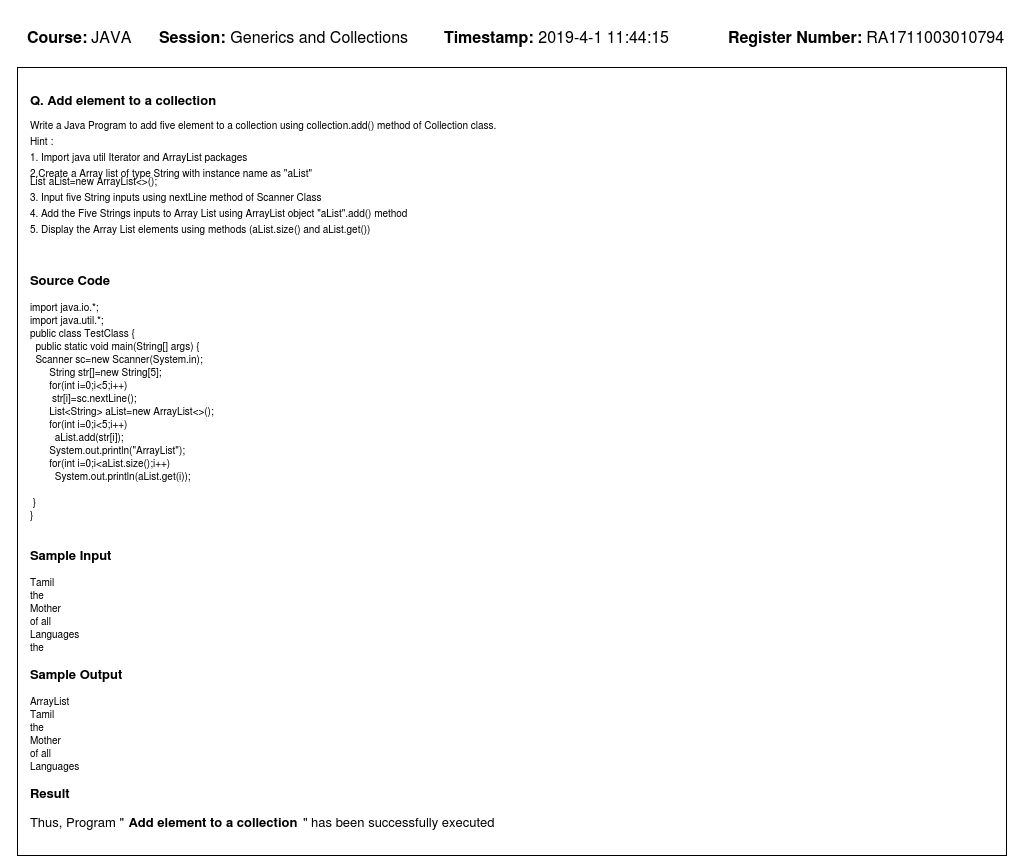 Course: JAVA Session: Generics and Collections Timestamp: 2019-4-1 11:44:15 Register Number: RA1711003010794
Q. Add element to a collection
Write a Java Program to add five element to a collection using collection.add() method of Collection class.
Hint :
1. Import java util Iterator and ArrayList packages
2.Create a Array list of type String with instance name as "aList"
List aList=new ArrayList<>();
3. Input five String inputs using nextLine method of Scanner Class
4. Add the Five Strings inputs to Array List using ArrayList object "aList".add() method
5. Display the Array List elements using methods (aList.size() and aList.get())
Source Code
import java.io.*;
import java.util.*;
public class TestClass {
public static void main(String[] args) {
Scanner sc=new Scanner(System.in);
String str[]=new String[5];
for(int i=0;i<5;i++)
str[i]=sc.nextLine();
List<String> aList=new ArrayList<>();
for(int i=0;i<5;i++)
aList.add(str[i]);
System.out.println("ArrayList");
for(int i=0;i<aList.size();i++)
System.out.println(aList.get(i));
}
}
Sample Input
Tamil
the
Mother
of all
Languages
the
Sample Output
ArrayList
Tamil
the
Mother
of all
Languages
Result
Thus, Program " Add element to a collection " has been successfully executed